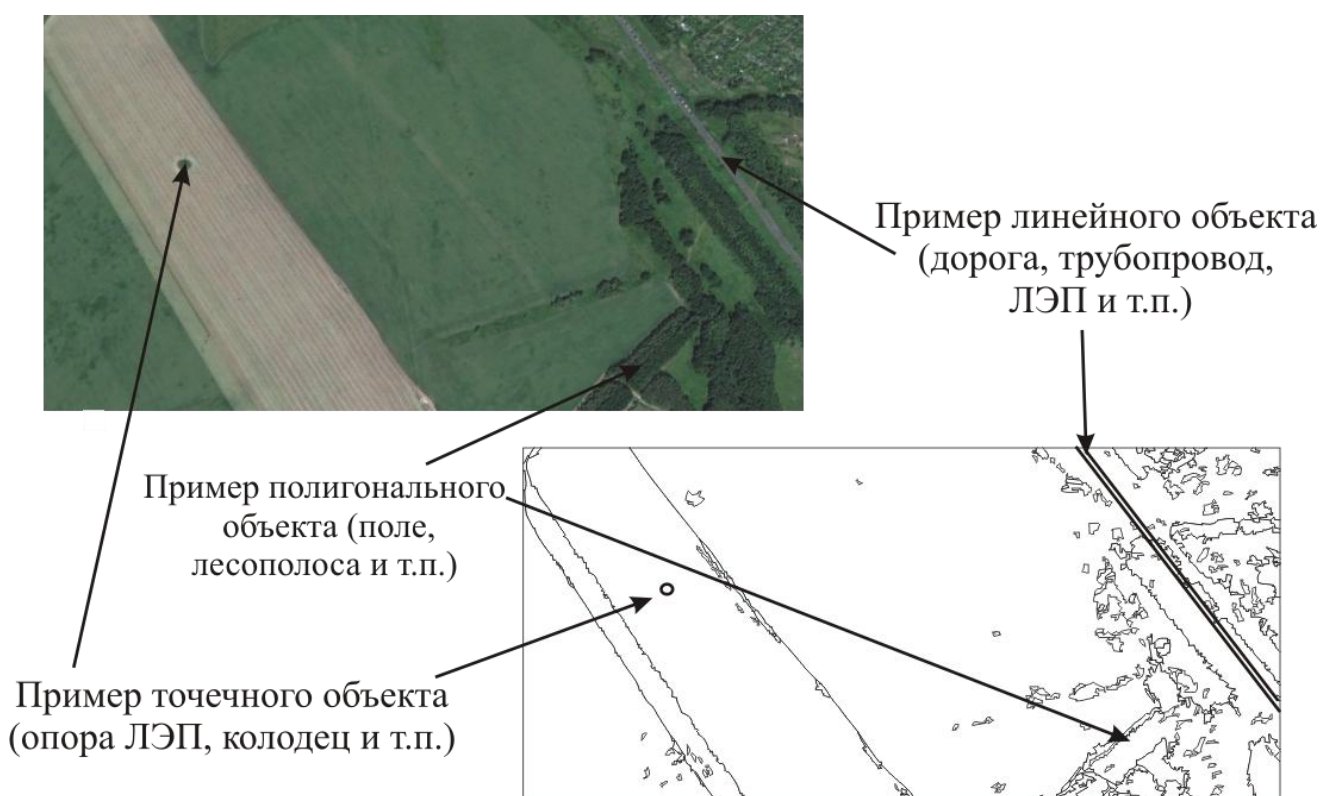 Пример линейного объекта
(дорога, трубопровод,
ЛЭП и т.п.)
Пример полигонального
объекта (поле,
лесополоса и т.п.)
Пример точечного объекта
(опора ЛЭП, колодец и т.п.)